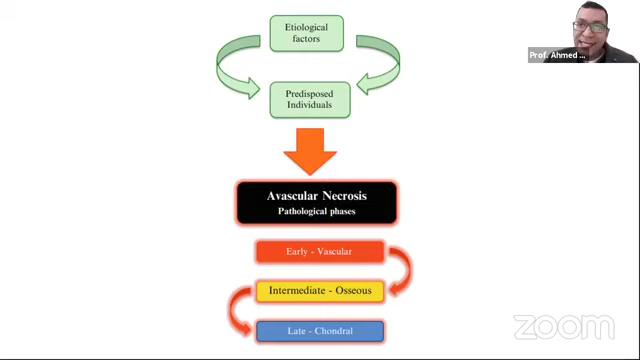 Etiological
factors
Prof. Ahmed ...
Predisposed
Individuals
Avascular Necrosis
Pathological phases
Early - Vascular
Intermediate - Osseous
Late - Chondral
zoom